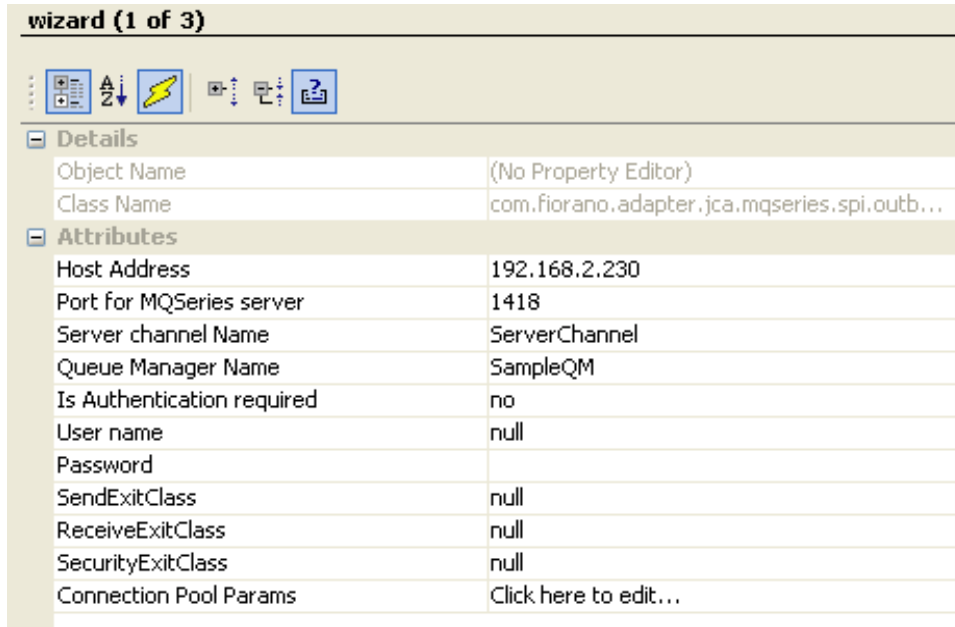 wizard (1 of 3)
Details
Object Name (No Property Editor)
Class Name com.fiorano.adapter.jca.mqseries.spi.outb...
Attributes
Host Address 192.168.2.230
Port for MQSeries server 1418
Server channel Name ServerChannel
Queue Manager Name SampleQM
Is Authentication required no
User name null
Password
SendExitClass null
ReceiveExitClass null
SecurityExitClass null
Connection Pool Params Click here to edit...